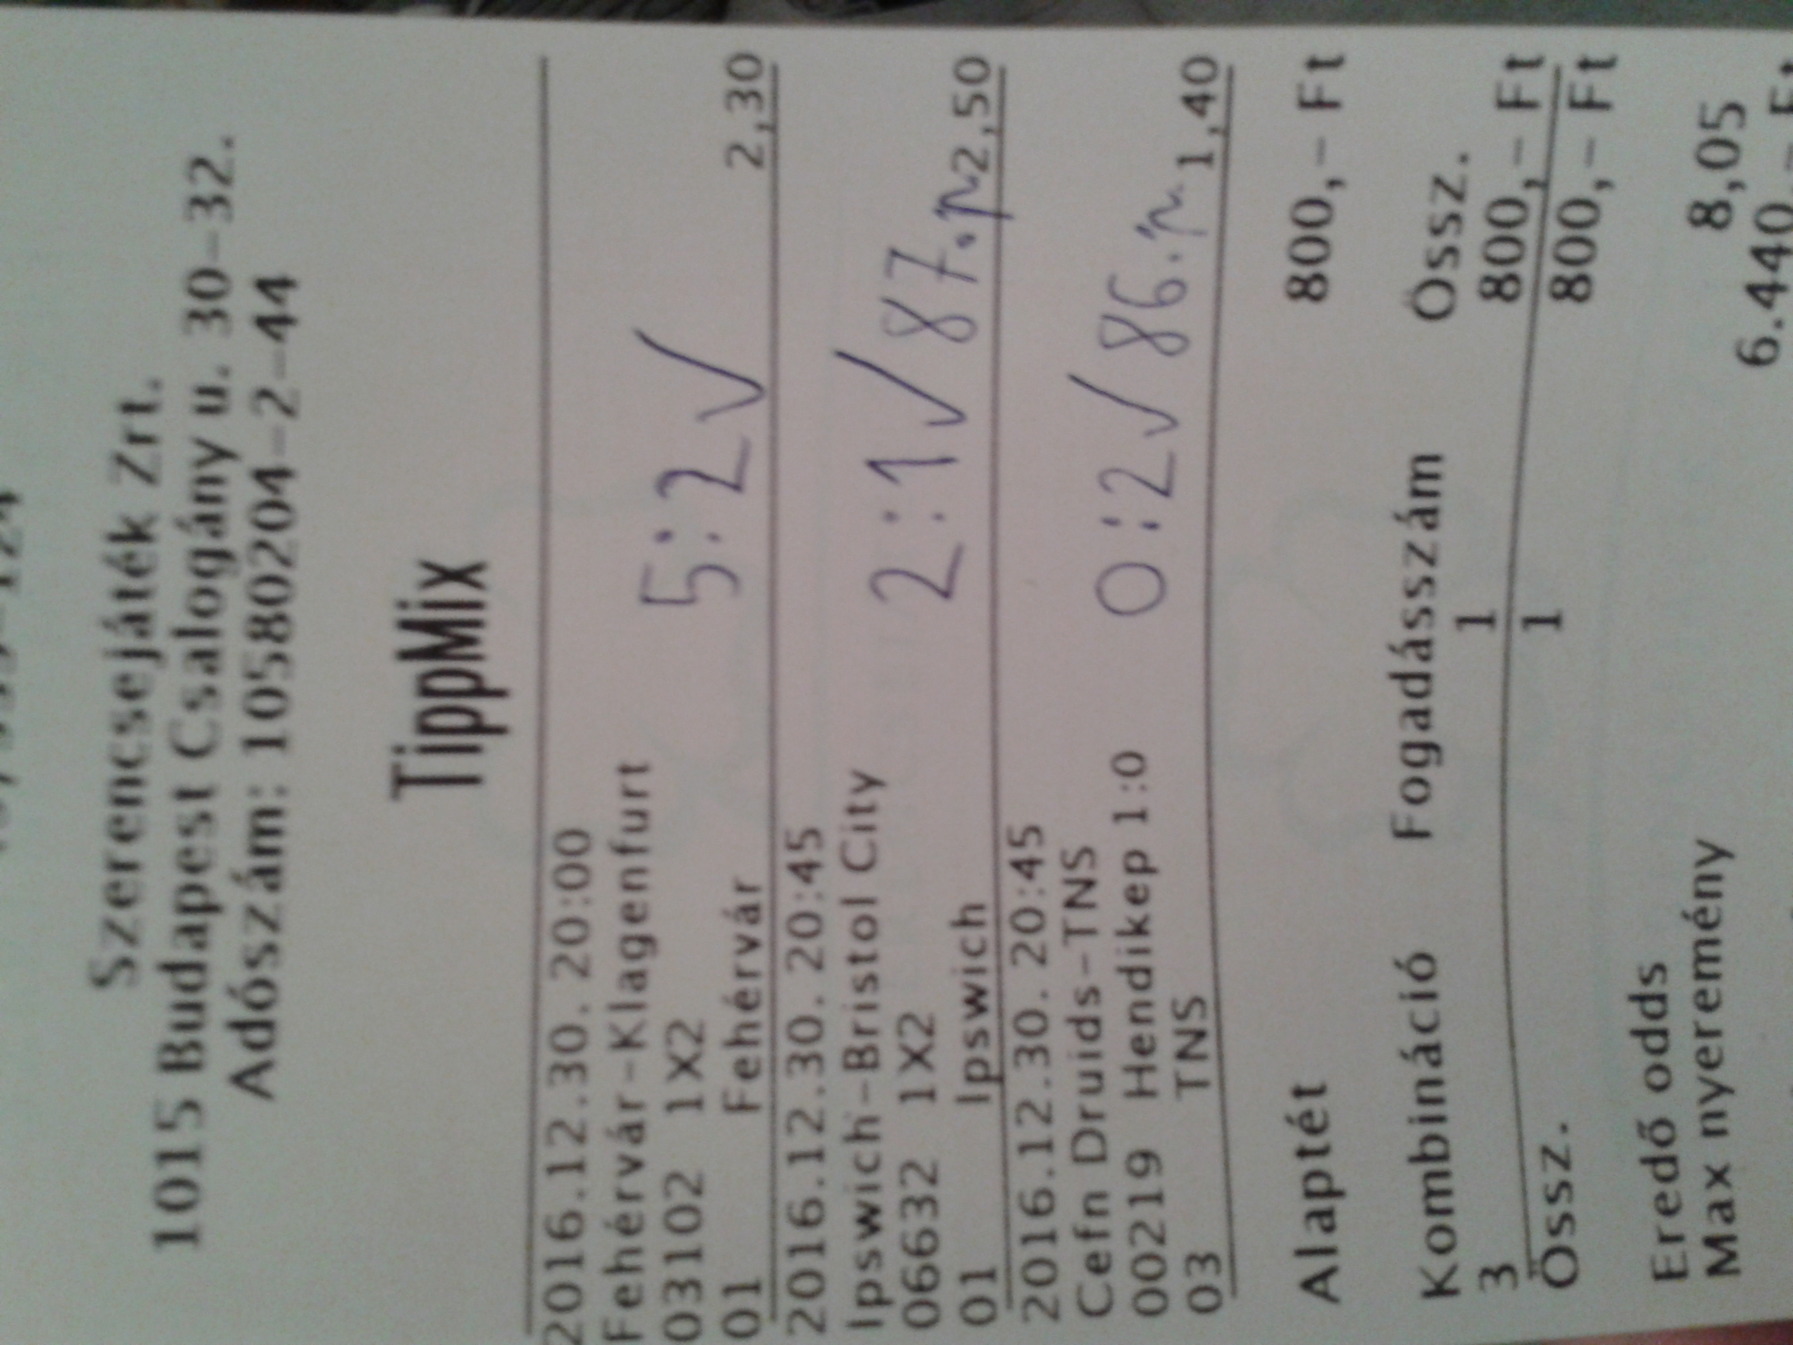 Szerencsejáték Zrt.
1015 Budapest Csalogány u. 30-32.
Adószám: 10580204-2-44
TippMix
2016.12.30. 20:00
Fehérvár-Klagenfurt
03102 1X2 5:2√
01 Fehérvár 2,30
2016.12.30. 20:45
Ipswich-Bristol City
06632 1X2 2:1√ 87.p
01 Ipswich 2,50
2016.12.30. 20:45
Cefn Druids-TNS
00219 Hendikep 1:0 0:2√ 86.p.
03 TNS 1,40
Alaptét 800,- Ft
Kombináció Fogadásszám Össz.
3 1 800,- Ft
Össz. 1 800,- Ft
Eredő odds 8,05
Max nyeremény 6.440,- Ft